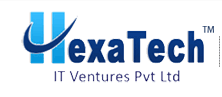 HexaTech™
IT Ventures Pvt Ltd